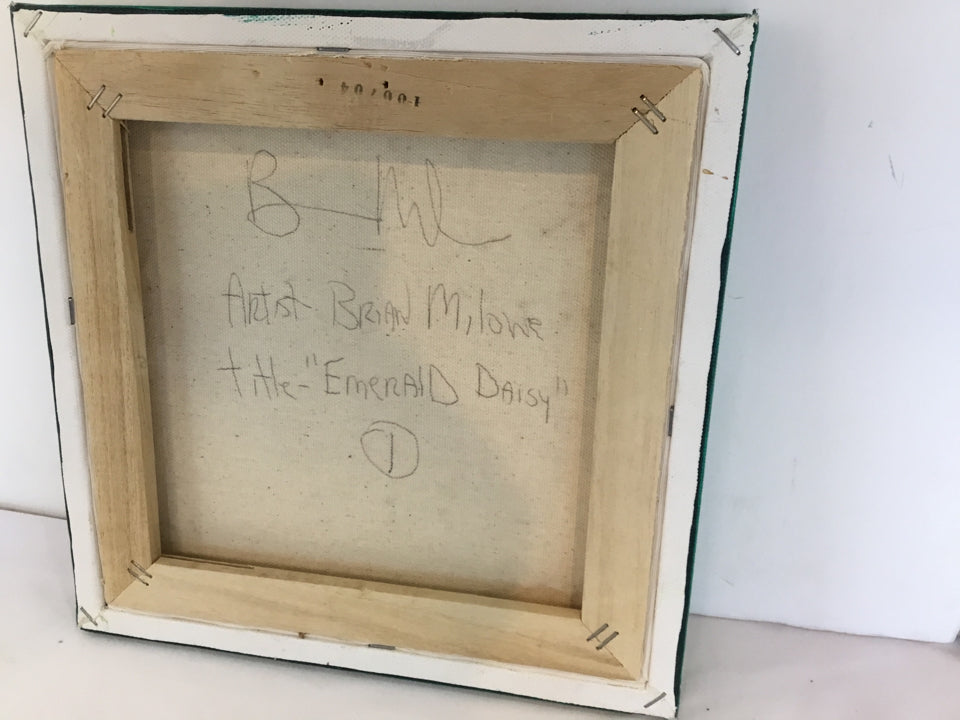 Artist- BRIAN Milone
title-"EmeralD DAisy"
1